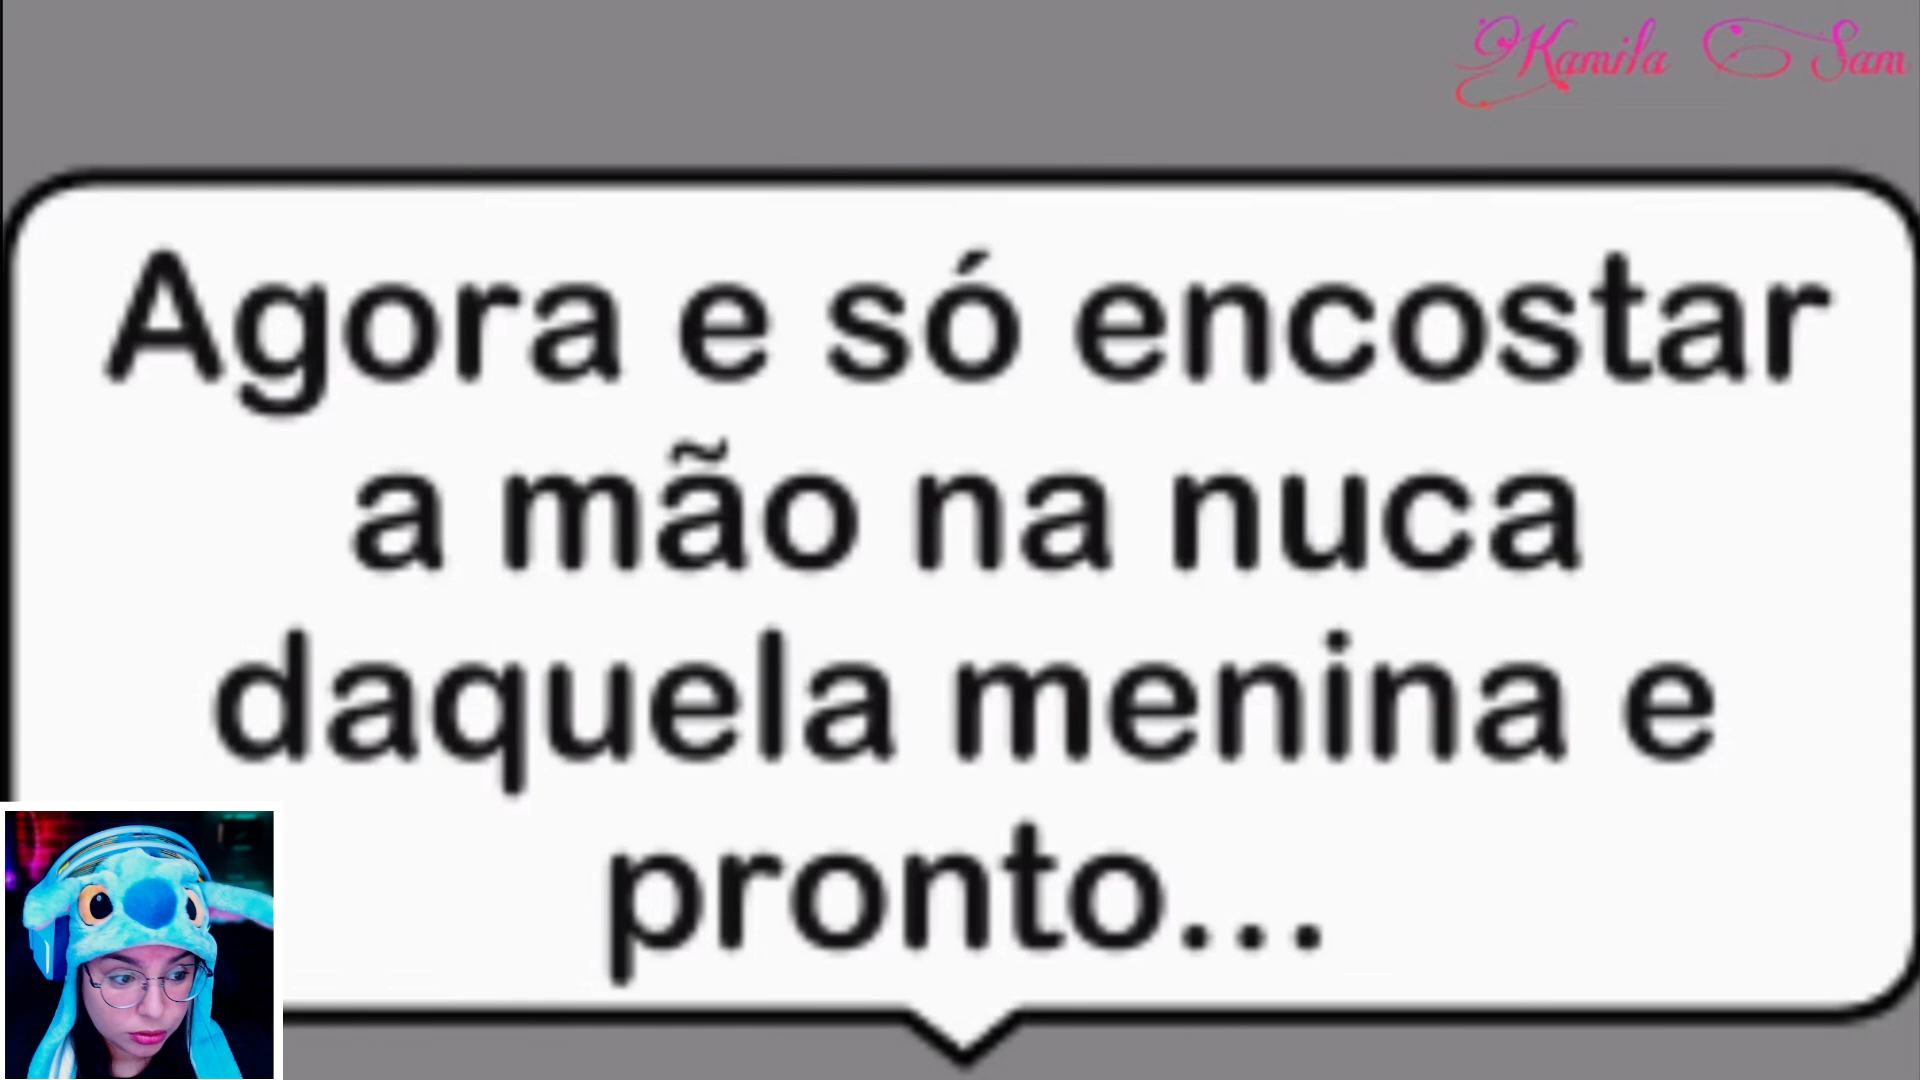 Kamila Sam
Agora e só encostar
a mão na nuca
daquela menina e
pronto...